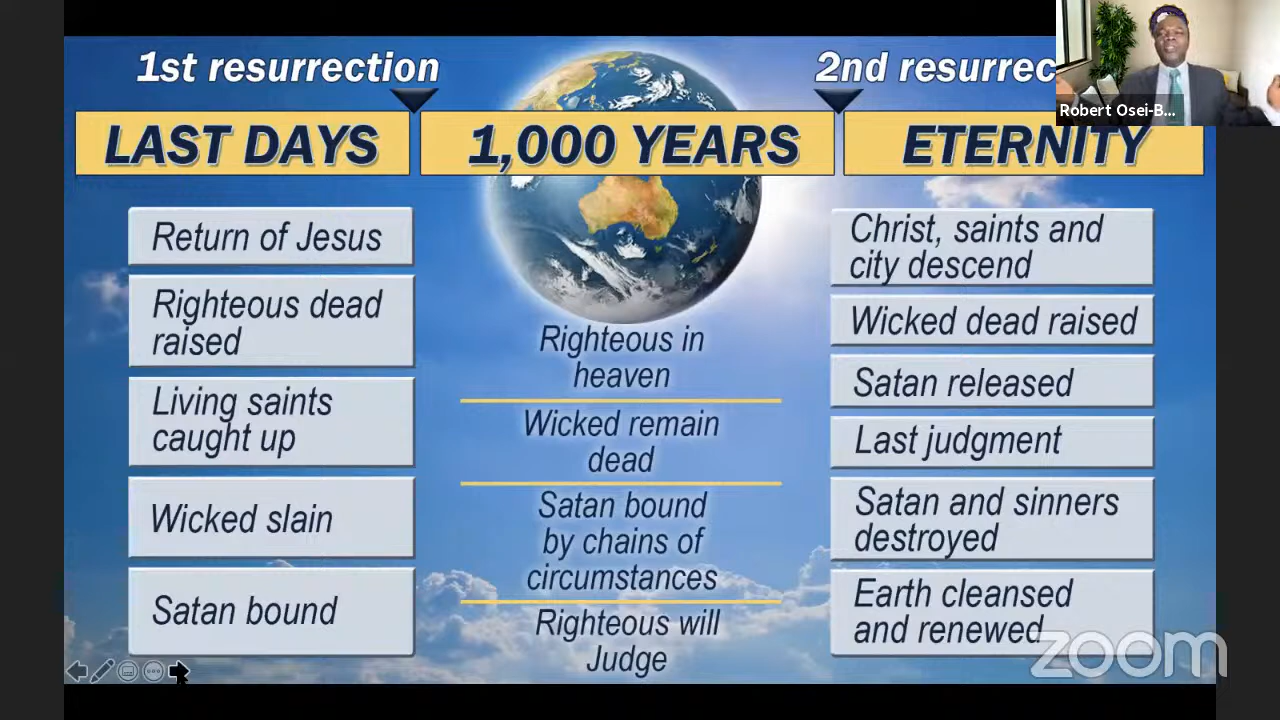 1st resurrection
2nd resurrec
Robert Osei-B...
LAST DAYS
1,000 YEARS
ETERNITY
Return of Jesus
Righteous dead
raised
Living saints
caught up
Wicked slain
Satan bound
Righteous in
heaven
Wicked remain
dead
Satan bound
by chains of
circumstances
Righteous will
Judge
Christ, saints and
city descend
Wicked dead raised
Satan released
Last judgment
Satan and sinners
destroyed
Earth cleansed
and renewed
zoom